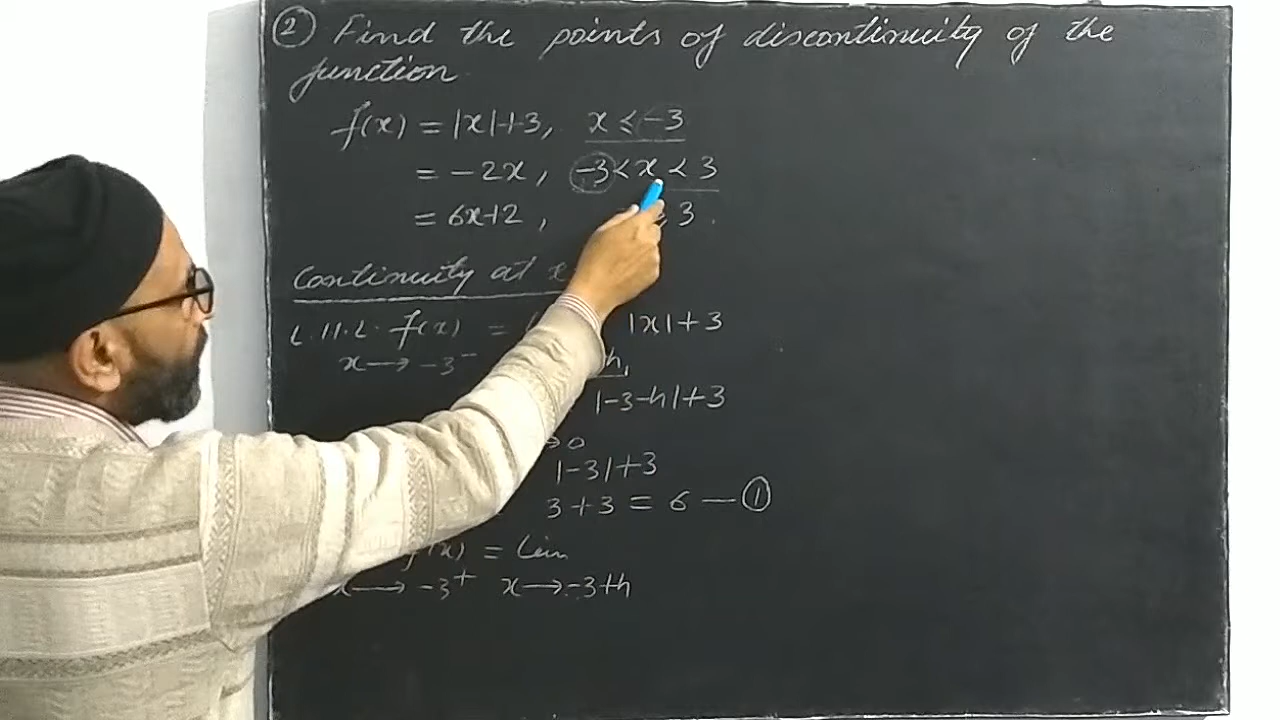 ② Find the points of discontinuity of the
function
f(x) = |x|+3, x ≤ -3
= -2x, -3 < x < 3
= 6x+2, 3.
Continuity at x
L.H.L. f(x) = |x|+3
x → -3⁻ h
|-3-h|+3
→ 0
|-3|+3
3+3 = 6 — ①
f(x) = Lim
x → -3⁺ x → -3+h